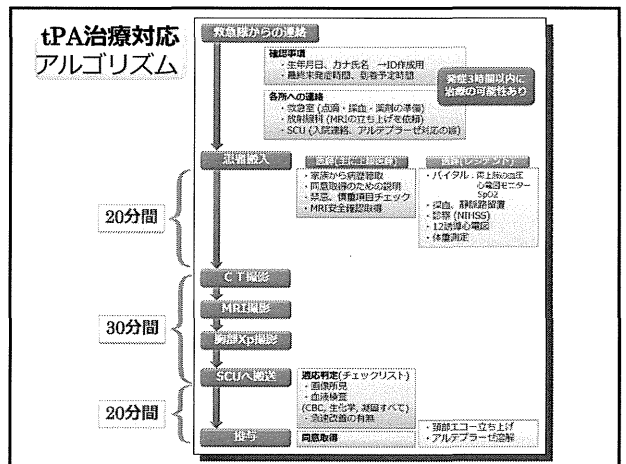 tPA治療対応
アルゴリズム
救急隊からの連絡
確認事項
・生年月日、カナ氏名 →ID作成用
・最終未発症時間、到着予定時間
発症3時間以内に
治療の可能性あり
各所への連絡
・救急室 (点滴・採血・薬剤の準備)
・放射線科 (MRIの立ち上げを依頼)
・SCU (入院連絡、アルテプラーゼ対応の旨)
患者搬入
・家族から病歴聴取
・同意取得のための説明
・禁忌、慎重項目チェック
・MRI安全確認取得
医師(レジデント)
・バイタル：両上肢の血圧
心電図モニター
SpO2
・採血、静脈路留置
・診察 (NIHSS)
・12誘導心電図
・体重測定
20分間
CT撮影
MRI撮影
胸部Xp撮影
30分間
SCUへ搬送
適応判定(チェックリスト)
・画像所見
・血液検査
(CBC, 生化学, 凝固すべて)
・急速改善の有無
20分間
投与
同意取得
・頸部エコー立ち上げ
・アルテプラーゼ溶解